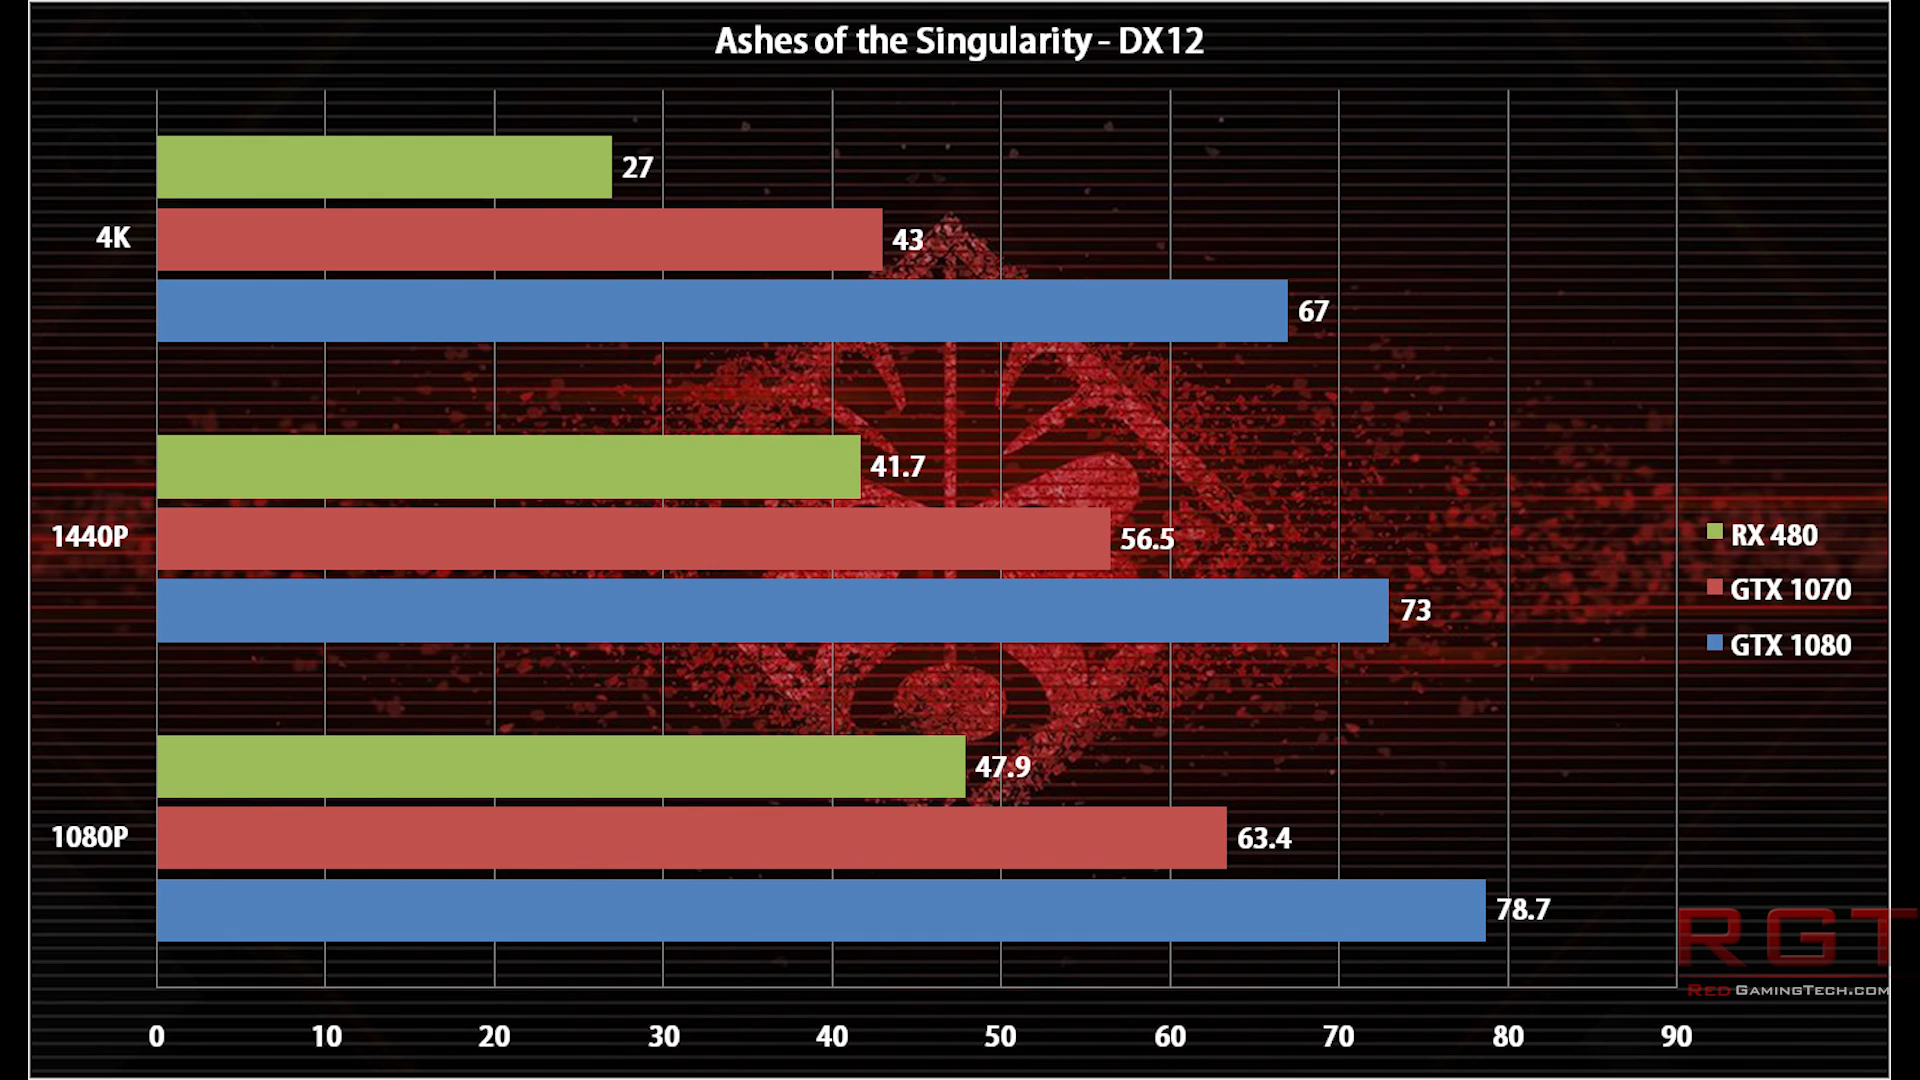 Ashes of the Singularity - DX12
27
4K
43
67
41.7
1440P
56.5
73
47.9
1080P
63.4
78.7
RX 480
GTX 1070
GTX 1080
0 10 20 30 40 50 60 70 80 90
RGT
RED GAMINGTECH.COM